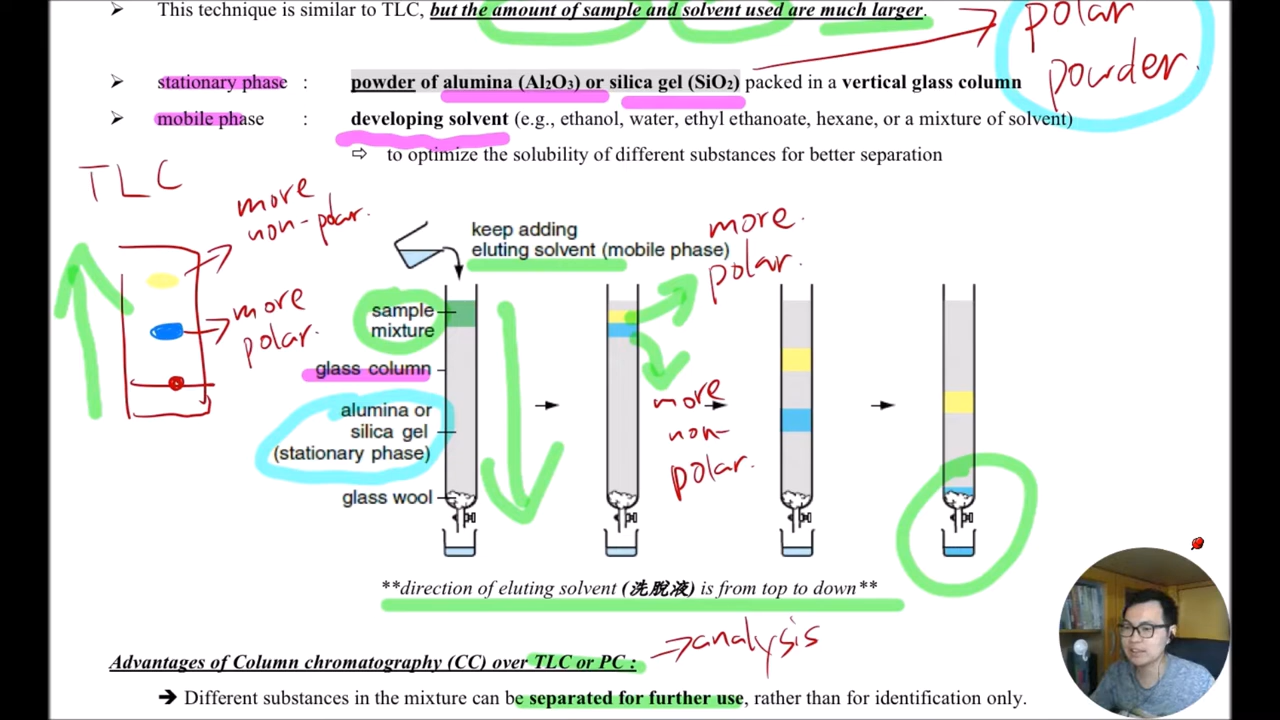 ➢ This technique is similar to TLC, but the amount of sample and solvent used are much larger.
polar
powder.
➢ stationary phase : powder of alumina (Al₂O₃) or silica gel (SiO₂) packed in a vertical glass column
➢ mobile phase : developing solvent (e.g., ethanol, water, ethyl ethanoate, hexane, or a mixture of solvent)
⇨ to optimize the solubility of different substances for better separation
TLC
more
non-polar.
more
polar.
keep adding
eluting solvent (mobile phase)
more
polar.
sample
mixture
glass column
alumina or
silica gel
(stationary phase)
glass wool
more
non-
polar.
**direction of eluting solvent (洗脫液) is from top to down**
→analysis
Advantages of Column chromatography (CC) over TLC or PC :
➔ Different substances in the mixture can be separated for further use, rather than for identification only.